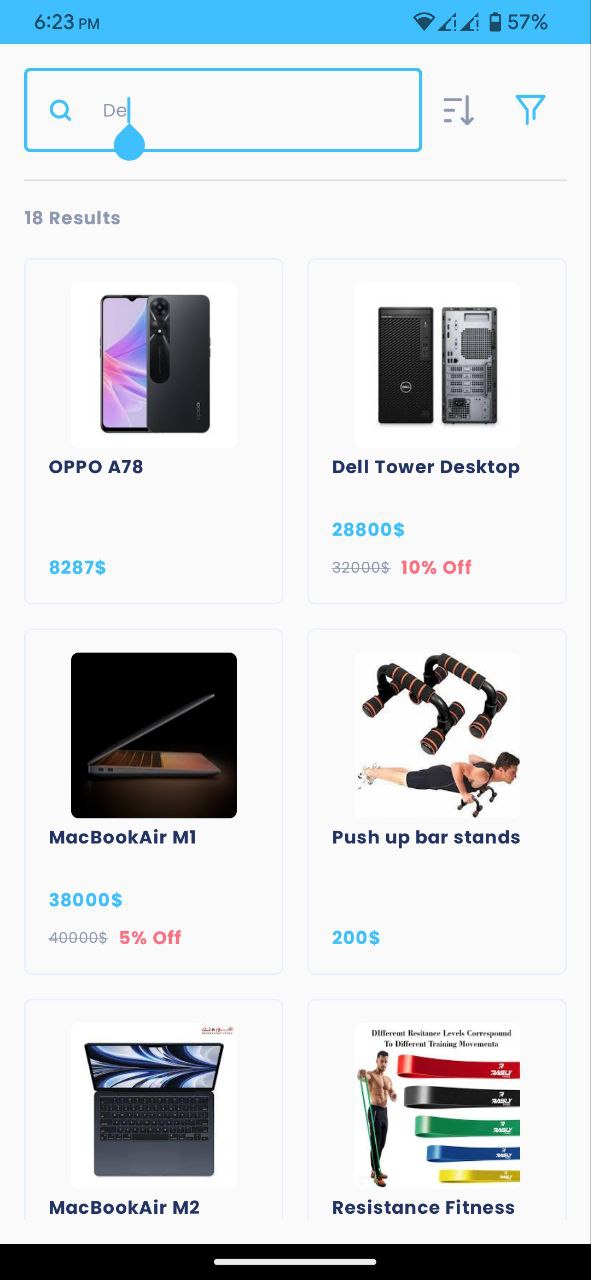 6:23 PM
57%
De
18 Results
OPPO A78
8287$
Dell Tower Desktop
28800$
32000$ 10% Off
MacBookAir M1
38000$
40000$ 5% Off
Push up bar stands
200$
MacBookAir M2
DIfferent Resitance Levels Correspound
To Different Training Movementa
Resistance Fitness